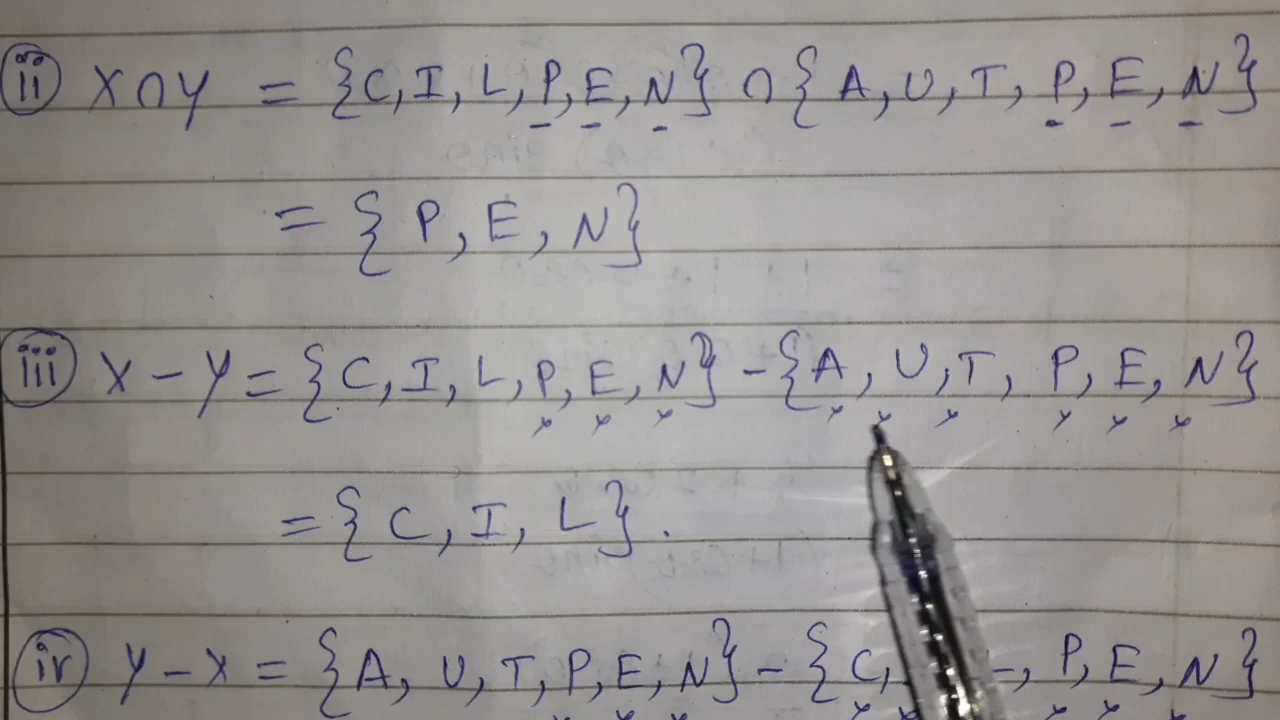 ii X∩Y = {C, I, L, P, E, N} ∩ {A, U, T, P, E, N}
= {P, E, N}
iii X - Y = {C, I, L, P, E, N} - {A, U, T, P, E, N}
= {C, I, L}.
iv Y - X = {A, U, T, P, E, N} - {C, , P, E, N}